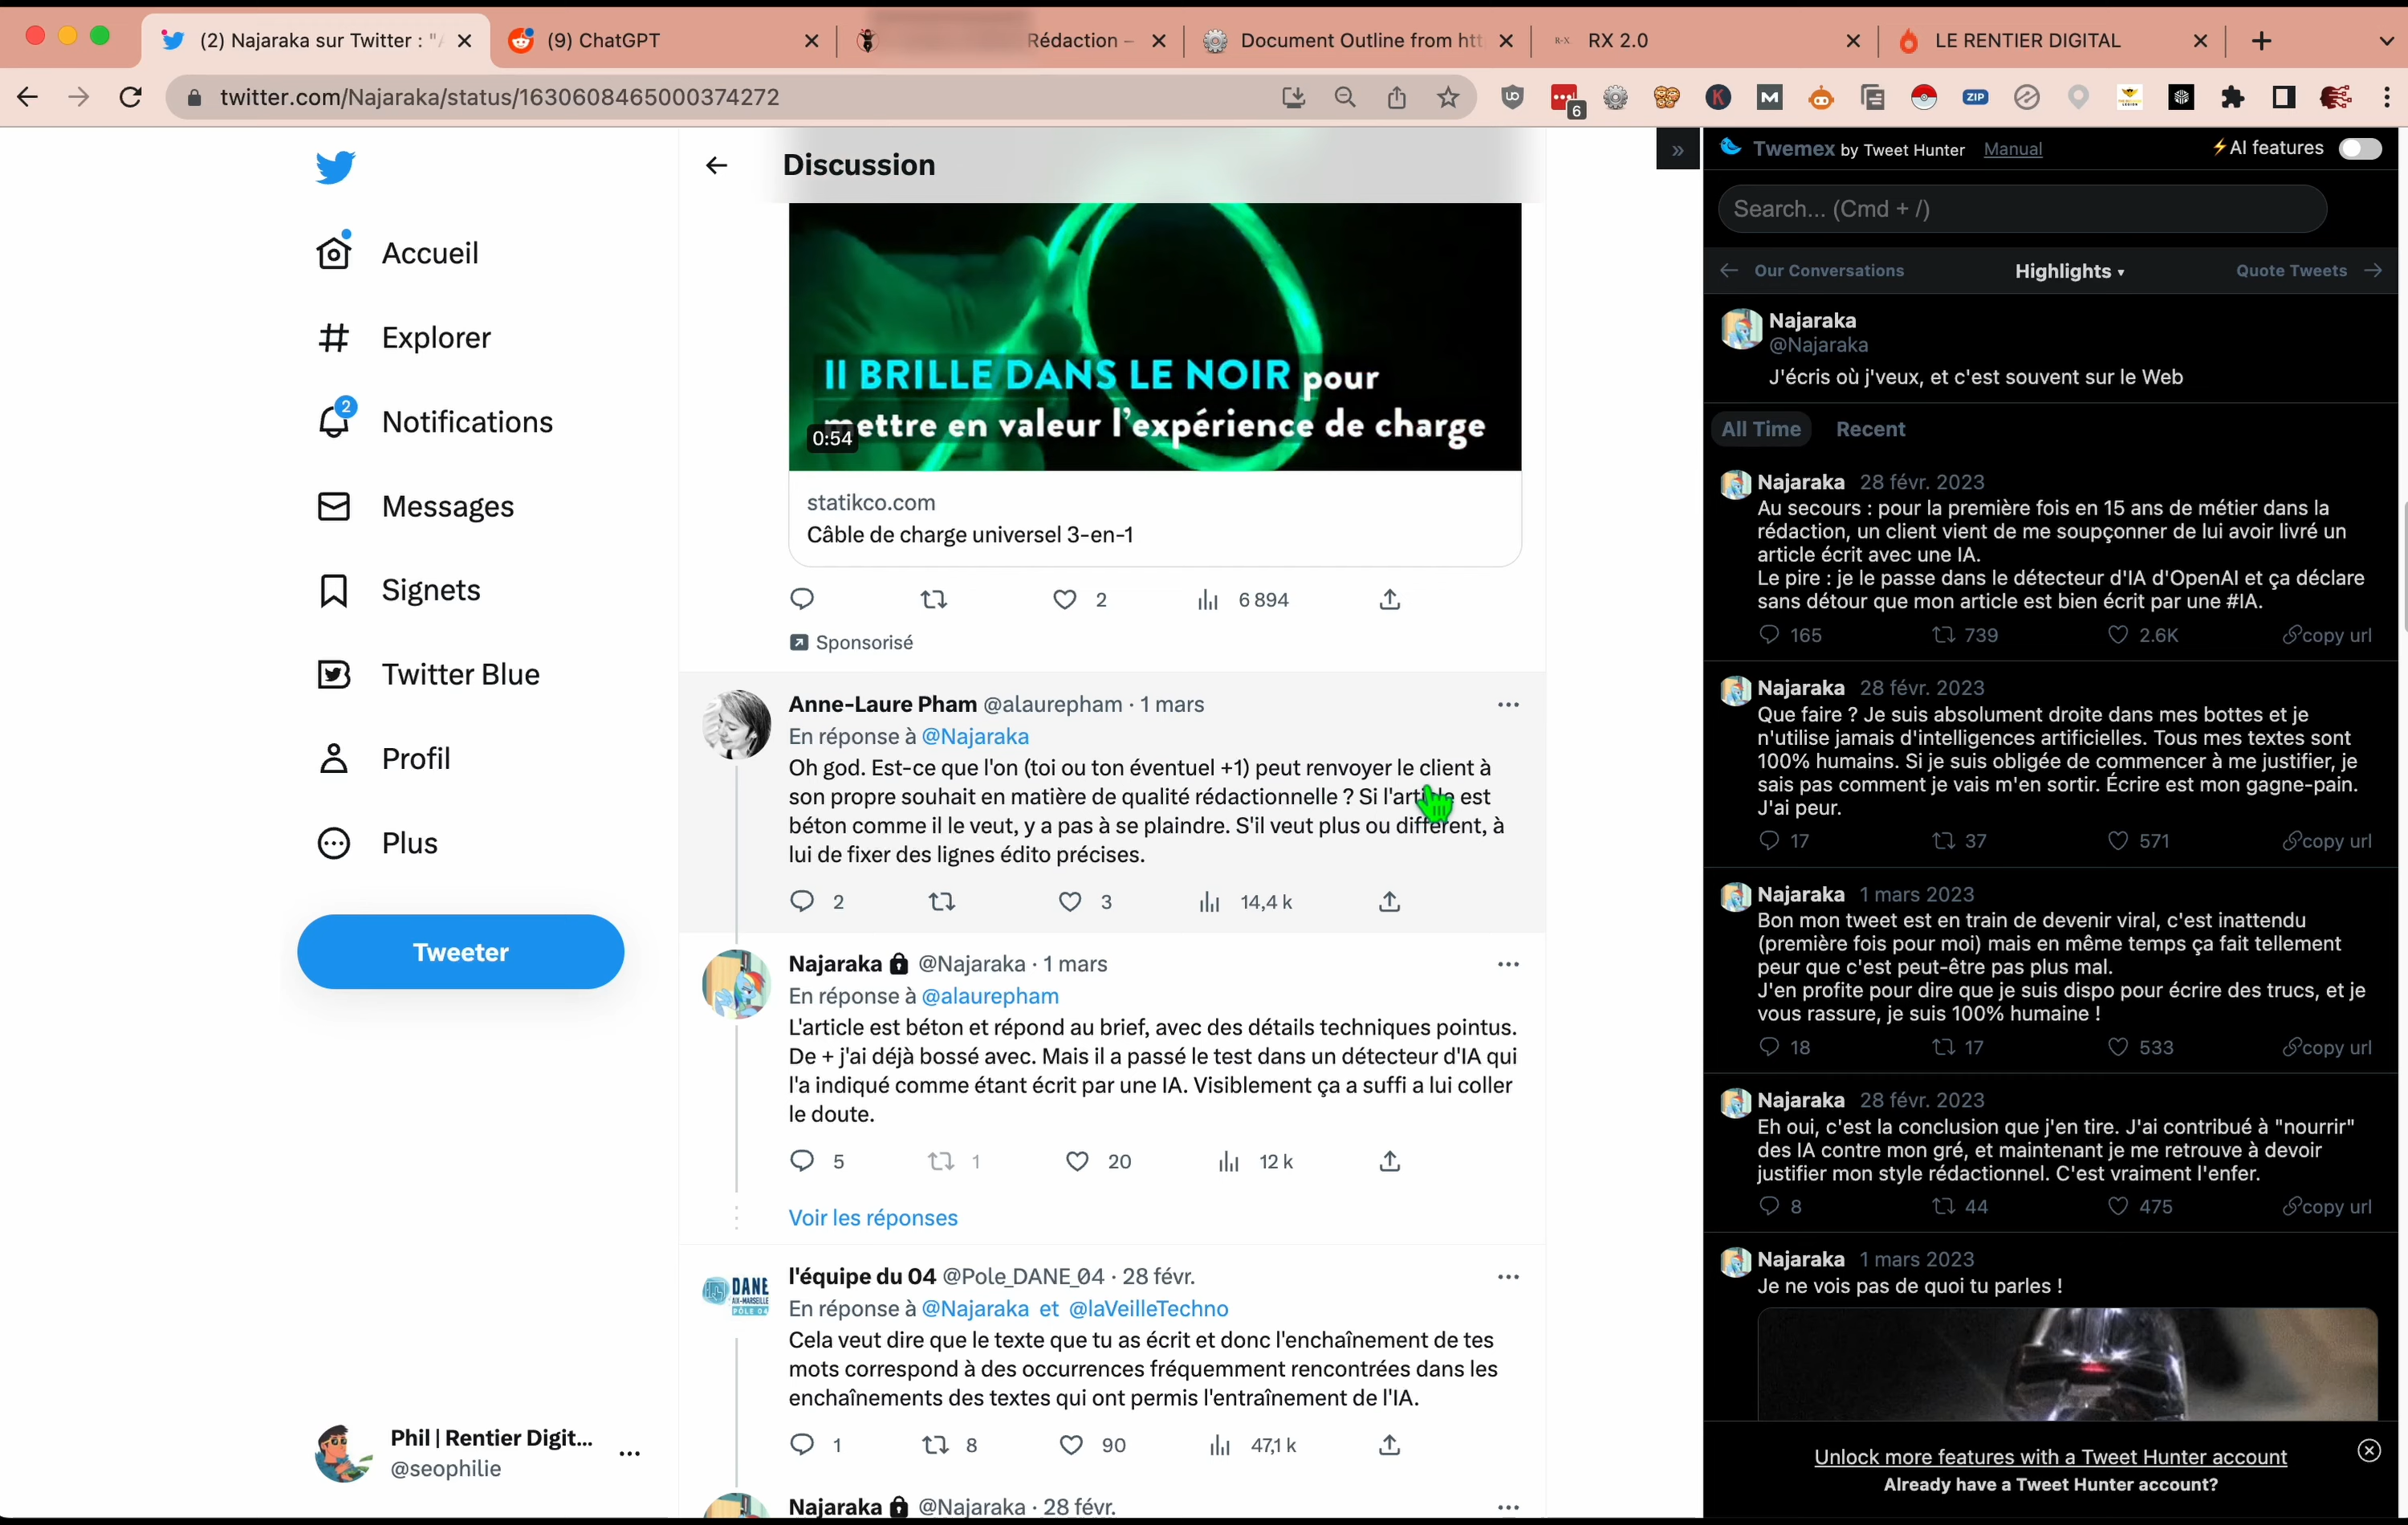 (2) Najaraka sur Twitter : "
(9) ChatGPT
Rédaction –
Document Outline from htt
R-X
RX 2.0
LE RENTIER DIGITAL
twitter.com/Najaraka/status/1630608465000374272
6
ZIP
Accueil
Explorer
2
Notifications
Messages
Signets
Twitter Blue
Profil
Plus
Tweeter
Phil | Rentier Digit...
@seophilie
Discussion
Il BRILLE DANS LE NOIR pour
mettre en valeur l'expérience de charge
0:54
statikco.com
Câble de charge universel 3-en-1
2
6 894
Sponsorisé
Anne-Laure Pham @alaurepham · 1 mars
En réponse à @Najaraka
Oh god. Est-ce que l'on (toi ou ton éventuel +1) peut renvoyer le client à
son propre souhait en matière de qualité rédactionnelle ? Si l'article est
béton comme il le veut, y a pas à se plaindre. S'il veut plus ou différent, à
lui de fixer des lignes édito précises.
2
3
14,4 k
Najaraka @Najaraka · 1 mars
En réponse à @alaurepham
L'article est béton et répond au brief, avec des détails techniques pointus.
De + j'ai déjà bossé avec. Mais il a passé le test dans un détecteur d'IA qui
l'a indiqué comme étant écrit par une IA. Visiblement ça a suffi a lui coller
le doute.
5
1
20
12 k
Voir les réponses
DANE
AIX-MARSEILLE
PÔLE 04
l'équipe du 04 @Pole_DANE_04 · 28 févr.
En réponse à @Najaraka et @laVeilleTechno
Cela veut dire que le texte que tu as écrit et donc l'enchaînement de tes
mots correspond à des occurrences fréquemment rencontrées dans les
enchaînements des textes qui ont permis l'entraînement de l'IA.
1
8
90
47,1 k
Najaraka @Najaraka · 28 févr.
»
Twemex by Tweet Hunter Manual
⚡AI features
Search... (Cmd + /)
← Our Conversations
Highlights ▾
Quote Tweets →
Najaraka
@Najaraka
J'écris où j'veux, et c'est souvent sur le Web
All Time
Recent
Najaraka 28 févr. 2023
Au secours : pour la première fois en 15 ans de métier dans la
rédaction, un client vient de me soupçonner de lui avoir livré un
article écrit avec une IA.
Le pire : je le passe dans le détecteur d'IA d'OpenAI et ça déclare
sans détour que mon article est bien écrit par une #IA.
165
739
2.6K
copy url
Najaraka 28 févr. 2023
Que faire ? Je suis absolument droite dans mes bottes et je
n'utilise jamais d'intelligences artificielles. Tous mes textes sont
100% humains. Si je suis obligée de commencer à me justifier, je
sais pas comment je vais m'en sortir. Écrire est mon gagne-pain.
J'ai peur.
17
37
571
copy url
Najaraka 1 mars 2023
Bon mon tweet est en train de devenir viral, c'est inattendu
(première fois pour moi) mais en même temps ça fait tellement
peur que c'est peut-être pas plus mal.
J'en profite pour dire que je suis dispo pour écrire des trucs, et je
vous rassure, je suis 100% humaine !
18
17
533
copy url
Najaraka 28 févr. 2023
Eh oui, c'est la conclusion que j'en tire. J'ai contribué à "nourrir"
des IA contre mon gré, et maintenant je me retrouve à devoir
justifier mon style rédactionnel. C'est vraiment l'enfer.
8
44
475
copy url
Najaraka 1 mars 2023
Je ne vois pas de quoi tu parles !
Unlock more features with a Tweet Hunter account
Already have a Tweet Hunter account?